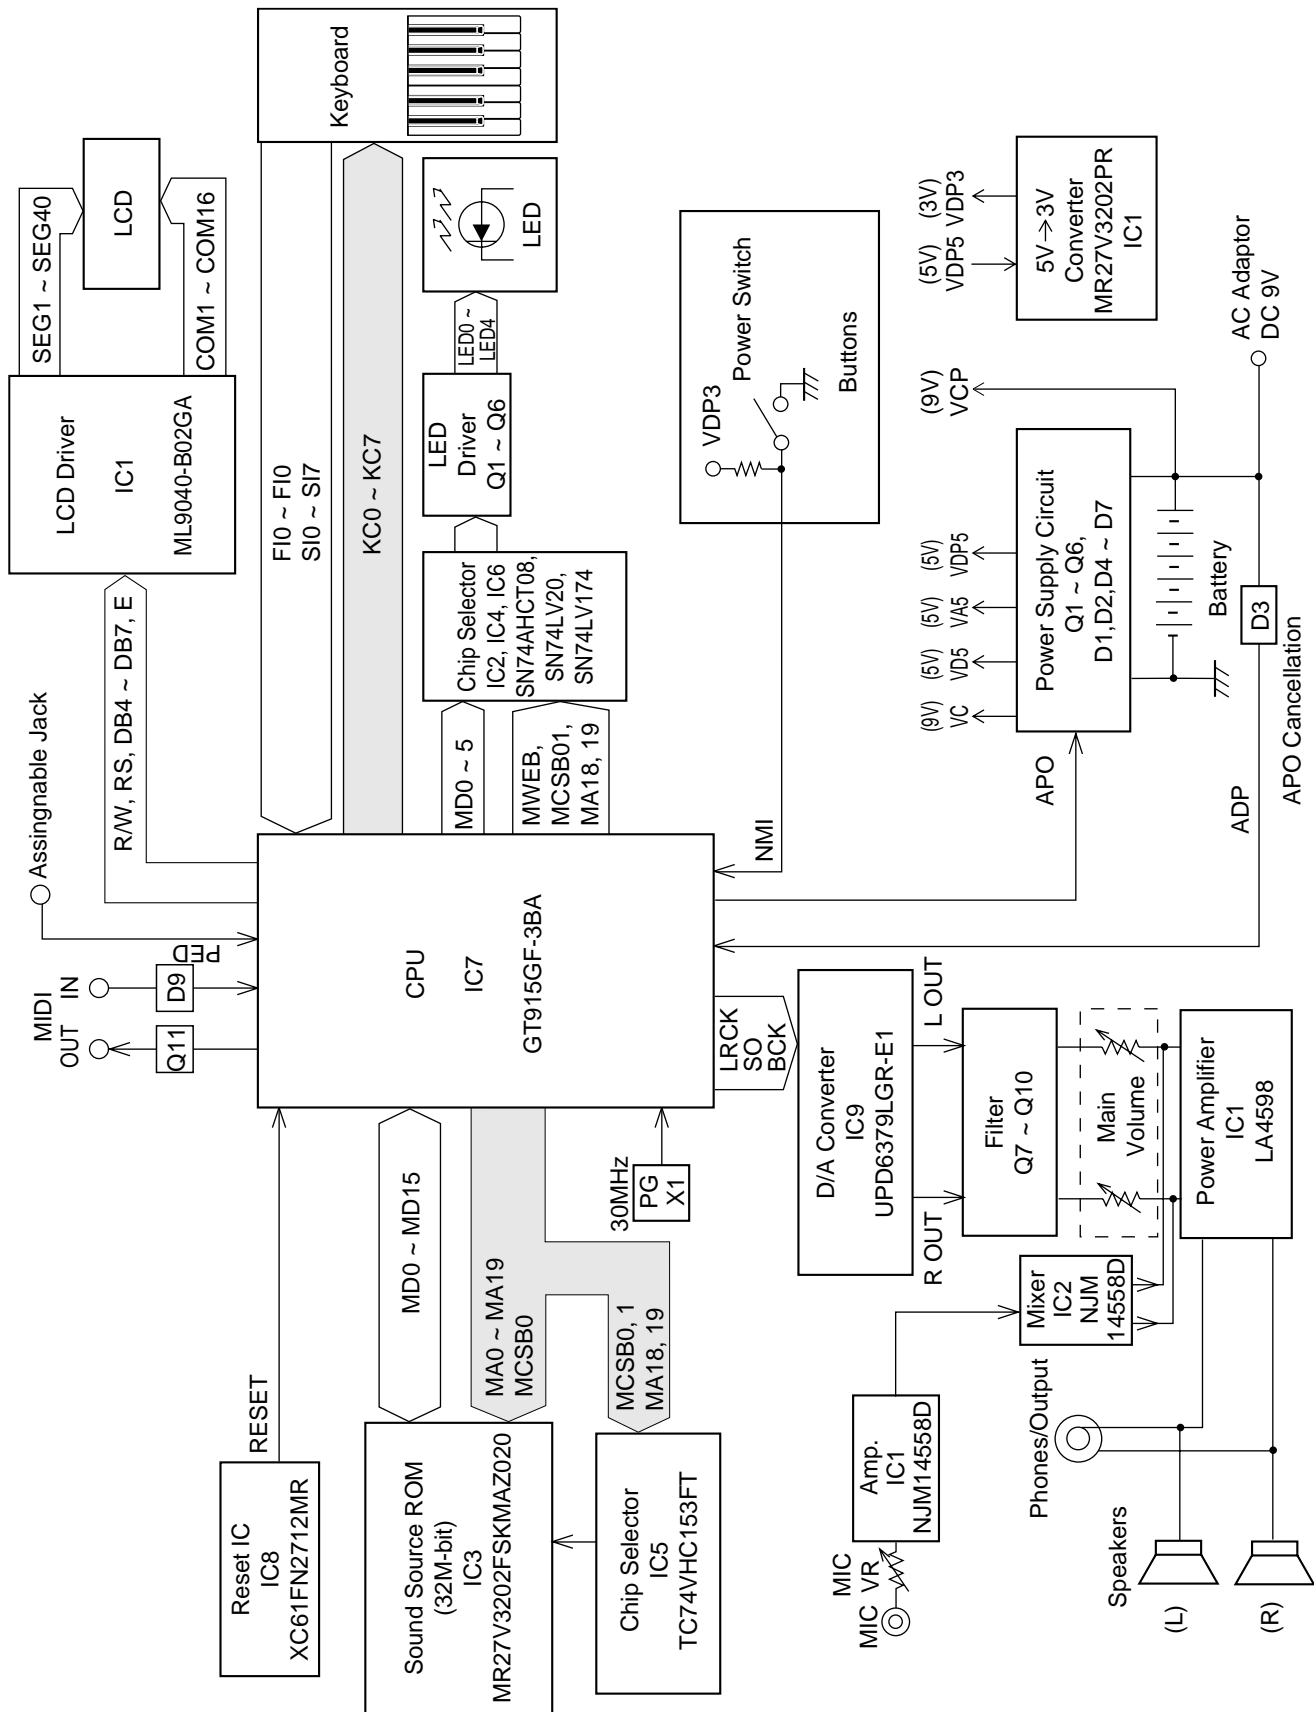 Reset IC
IC8
XC61FN2712MR
RESET
Sound Source ROM
(32M-bit)
IC3
MR27V3202FSKMAZ020
Chip Selector
IC5
TC74VHC153FT
MD0 ~ MD15
MA0 ~ MA19
MCSB0
MCSB0, 1
MA18, 19
30MHz
PG
X1
MIDI
OUT
IN
Q11
D9
PED
Assingnable Jack
CPU
IC7
GT915GF-3BA
R/W, RS, DB4 ~ DB7, E
LCD Driver
IC1
ML9040-B02GA
SEG1 ~ SEG40
COM1 ~ COM16
LCD
FI0 ~ FI0
SI0 ~ SI7
KC0 ~ KC7
Keyboard
MD0 ~ 5
MWEB,
MCSB01,
MA18, 19
Chip Selector
IC2, IC4, IC6
SN74AHCT08,
SN74LV20,
SN74LV174
LED
Driver
Q1 ~ Q6
LED0 ~
LED4
LED
NMI
VDP3
Power Switch
Buttons
LRCK
SO
BCK
D/A Converter
IC9
UPD6379LGR-E1
R OUT
L OUT
Filter
Q7 ~ Q10
Main
Volume
Power Amplifier
IC1
LA4598
Mixer
IC2
NJM
14558D
MIC
MIC
VR
Amp.
IC1
NJM14558D
Phones/Output
Speakers
(L)
(R)
APO
ADP
APO Cancellation
D3
(9V)
VC
(5V)
VD5
(5V)
VA5
(5V)
VDP5
(9V)
VCP
Power Supply Circuit
Q1 ~ Q6,
D1,D2,D4 ~ D7
Battery
AC Adaptor
DC 9V
(5V)
VDP5
(3V)
VDP3
5V→3V
Converter
MR27V3202PR
IC1